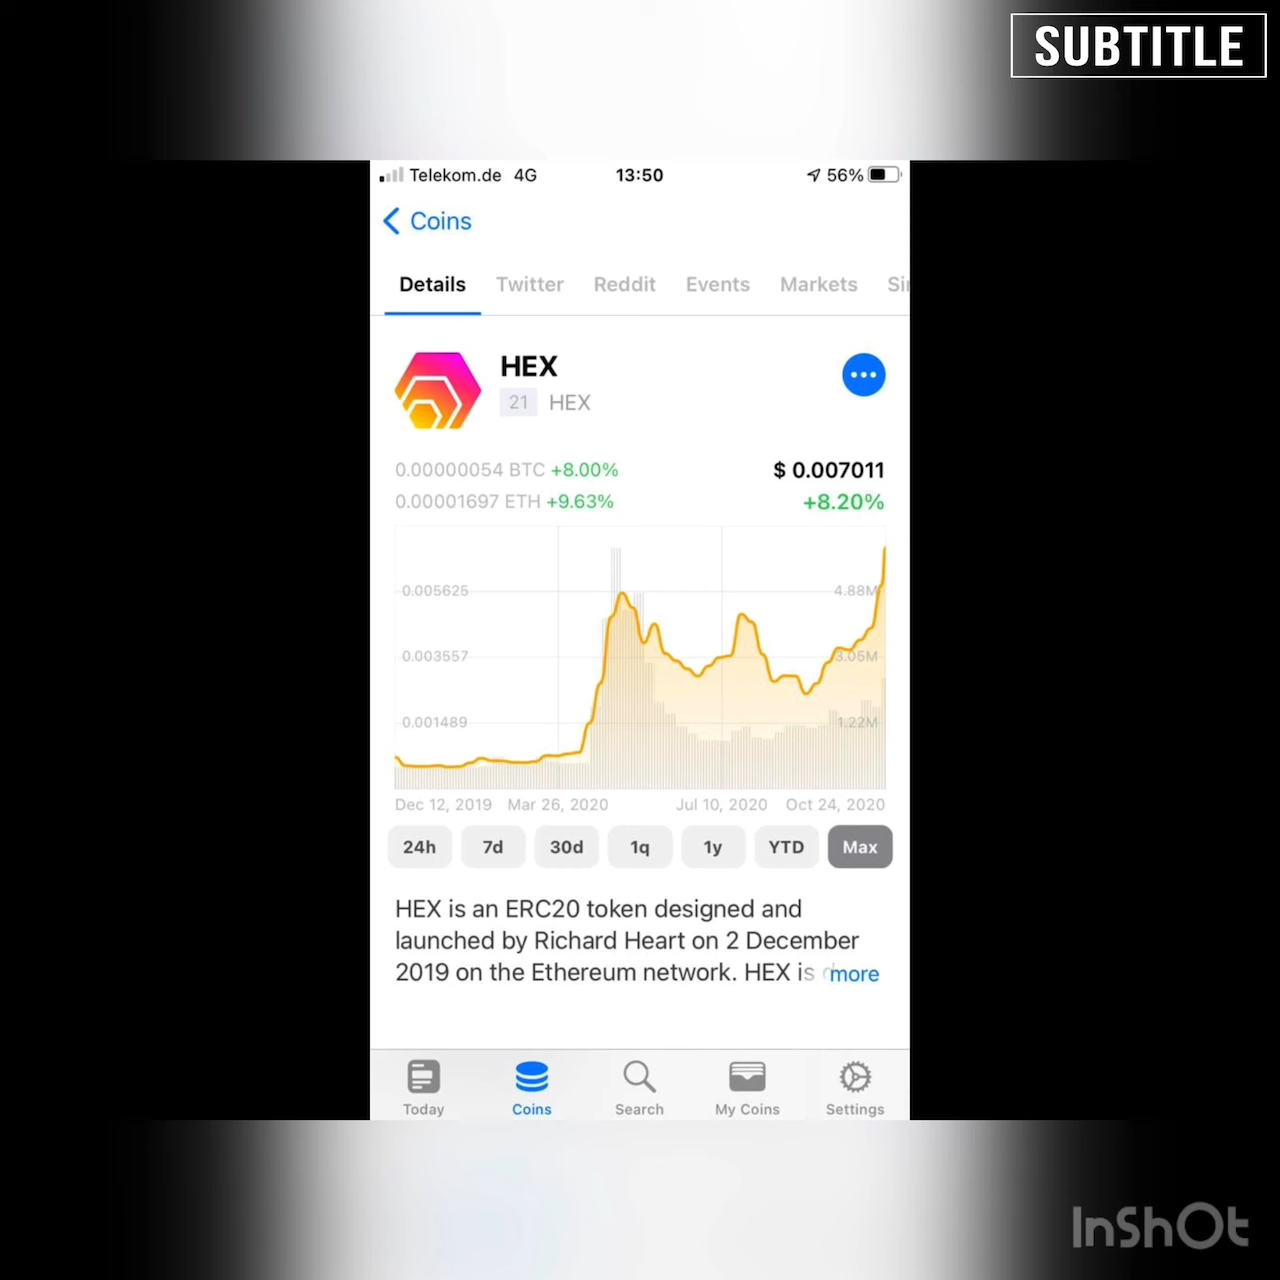 SUBTITLE
Telekom.de 4G 13:50 56%
Coins
Details Twitter Reddit Events Markets Si
HEX
21 HEX
0.00000054 BTC +8.00% $ 0.007011
0.00001697 ETH +9.63% +8.20%
0.005625 4.88M
0.003557 3.05M
0.001489 1.22M
Dec 12, 2019 Mar 26, 2020 Jul 10, 2020 Oct 24, 2020
24h 7d 30d 1q 1y YTD Max
HEX is an ERC20 token designed and
launched by Richard Heart on 2 December
2019 on the Ethereum network. HEX is more
Today Coins Search My Coins Settings
InShOt